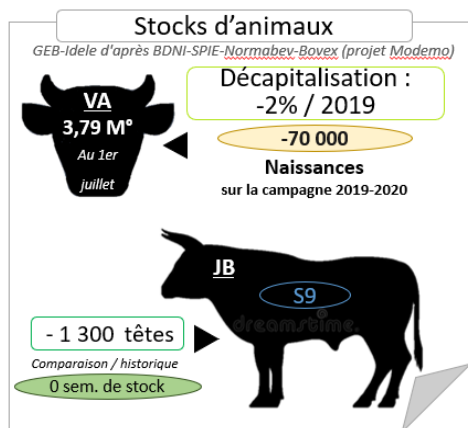 Stocks d'animaux
GEB-Idele d'après BDNI-SPIE-Normabev-Bovex (projet Modemo)
VA
3,79 M°
Au 1er
juillet
Décapitalisation :
-2% / 2019
-70 000
Naissances
sur la campagne 2019-2020
JB
S9
dreamstime.
- 1 300 têtes
Comparaison / historique
0 sem. de stock